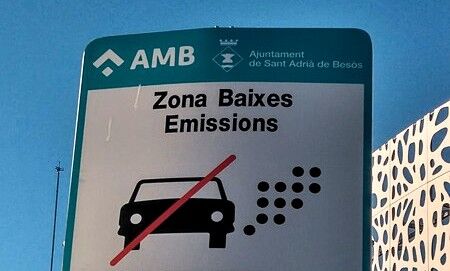 AMB
Ajuntament
de Sant Adrià de Besòs
Zona Baixes
Emissions